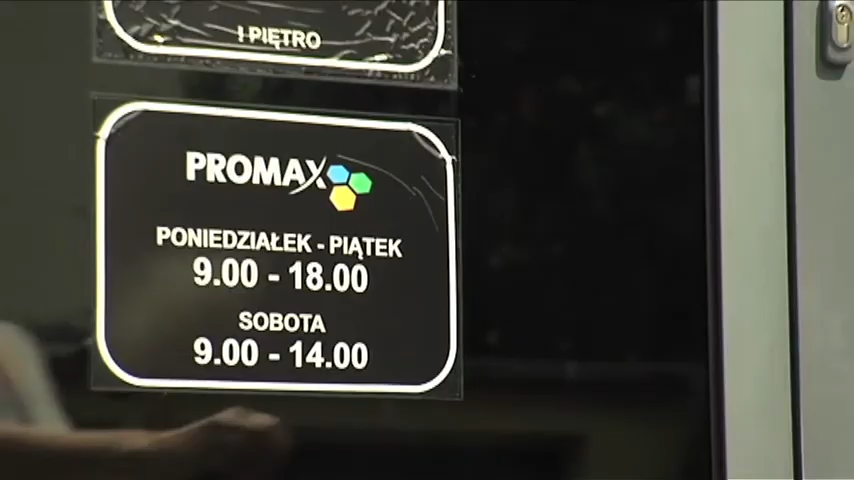 I PIĘTRO
PROMAX
PONIEDZIAŁEK - PIĄTEK
9.00 - 18.00
SOBOTA
9.00 - 14.00